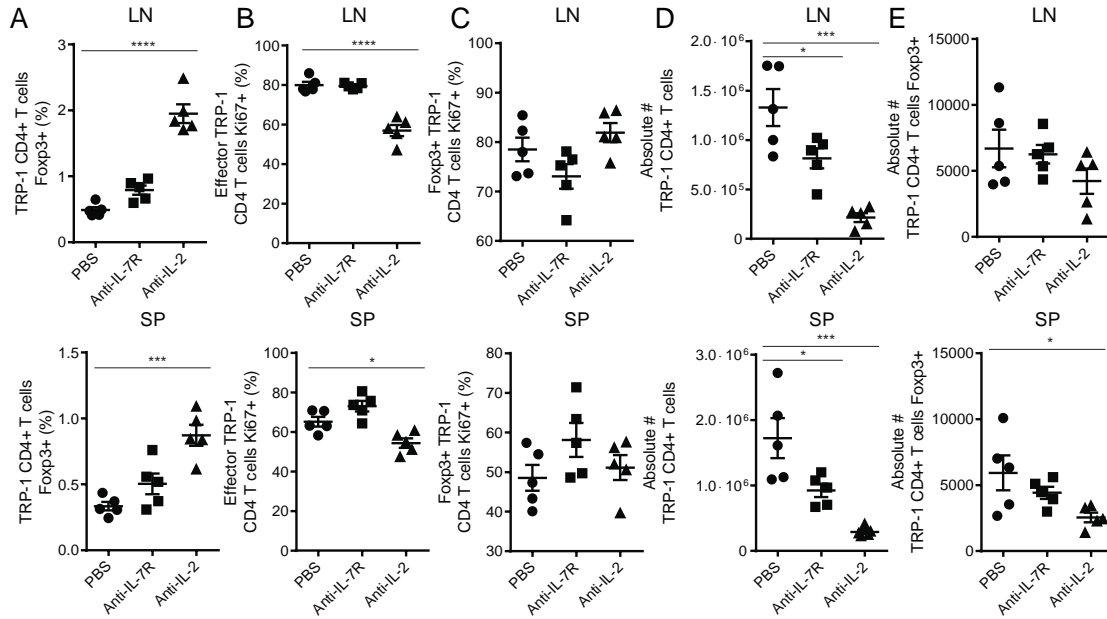 A
LN
TRP-1 CD4+ T cells
Foxp3+ (%)
3
2
1
0
****
PBS
Anti-IL-7R
Anti-IL-2
B
LN
Effector TRP-1
CD4 T cells Ki67+ (%)
100
80
60
40
20
0
****
PBS
Anti-IL-7R
Anti-IL-2
C
LN
Foxp3+ TRP-1
CD4 T cells Ki67+ (%)
100
90
80
70
60
PBS
Anti-IL-7R
Anti-IL-2
D
LN
Absolute #
TRP-1 CD4+ T cells
2.0·10⁶
1.5·10⁶
1.0·10⁶
5.0·10⁵
0
***
*
PBS
Anti-IL-7R
Anti-IL-2
E
LN
Absolute #
TRP-1 CD4+ T cells Foxp3+
15000
10000
5000
0
PBS
Anti-IL-7R
Anti-IL-2
SP
TRP-1 CD4+ T cells
Foxp3+ (%)
1.5
1.0
0.5
0.0
***
PBS
Anti-IL-7R
Anti-IL-2
SP
Effector TRP-1
CD4 T cells Ki67+ (%)
100
80
60
40
20
0
*
PBS
Anti-IL-7R
Anti-IL-2
SP
Foxp3+ TRP-1
CD4 T cells Ki67+ (%)
80
70
60
50
40
30
PBS
Anti-IL-7R
Anti-IL-2
SP
Absolute #
TRP-1 CD4+ T cells
3.0·10⁶
2.0·10⁶
1.0·10⁶
0
***
*
PBS
Anti-IL-7R
Anti-IL-2
SP
Absolute #
TRP-1 CD4+ T cells Foxp3+
15000
10000
5000
0
*
PBS
Anti-IL-7R
Anti-IL-2